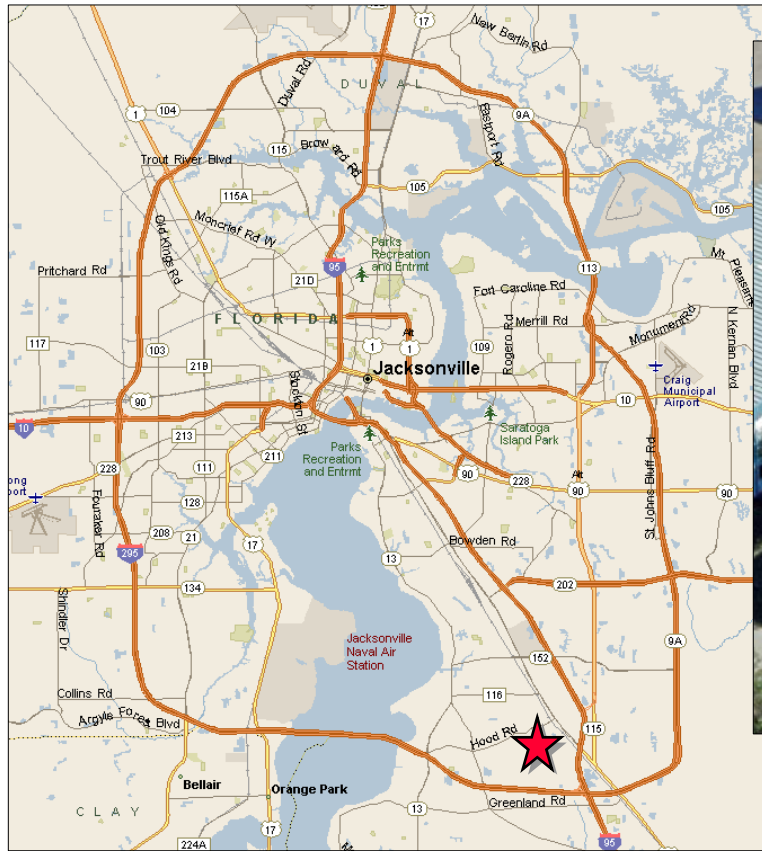 17
New Berlin Rd
Duval Rd
DUVAL
1
104
9A
Eastport Rd
115
Broward Rd
Trout River Blvd
105
115A
105
Moncrief Rd W
Old Kings Rd
Mt Pleasant
95
Parks
Recreation
and Entrmt
113
Pritchard Rd
21D
Fort Caroline Rd
FLORIDA
Merrill Rd
Monument Rd
N Kernan Blvd
Alt
1
1
109
Rogero Rd
117
103
21B
Jacksonville
Craig
Municipal
Airport
Stockton St
90
10
10
213
Saratoga
Island Park
Parks
Recreation
and Entrmt
211
228
111
90
228
Alt
90
90
ong
port
St Johns Bluff Rd
128
Fouraker Rd
208
21
17
Bowden Rd
295
13
202
134
Shindler Dr
9A
Jacksonville
Naval Air
Station
152
Collins Rd
116
Argyle Forest Blvd
115
Hood Rd
Bellair
Orange Park
Greenland Rd
13
CLAY
17
224A
95